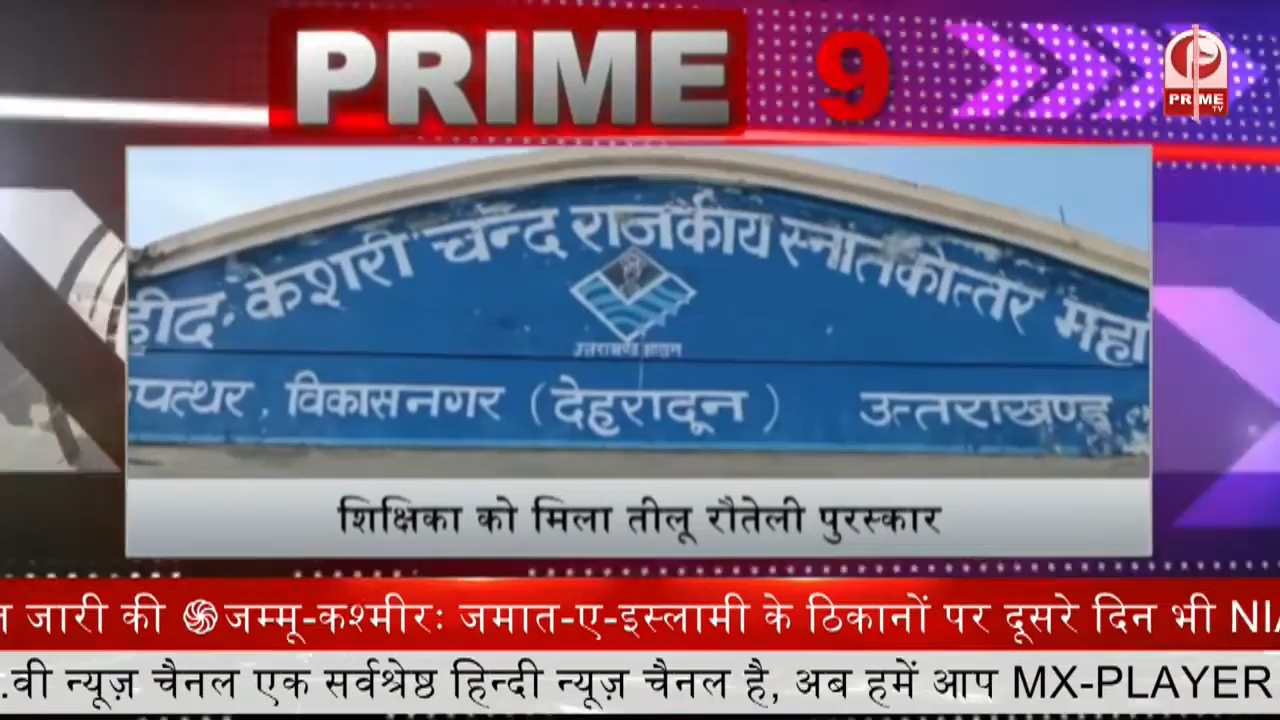 PRIME 9
PRIME
TV
हीद केशरी चन्द राजकीय स्नातकोत्तर महा
उत्तराखण्ड शासन
पत्थर, विकासनगर (देहरादून) उत्तराखण्ड
शिक्षिका को मिला तीलू रौतेली पुरस्कार
जारी की जम्मू-कश्मीरः जमात-ए-इस्लामी के ठिकानों पर दूसरे दिन भी NIA
.वी न्यूज़ चैनल एक सर्वश्रेष्ठ हिन्दी न्यूज़ चैनल है, अब हमें आप MX-PLAYER